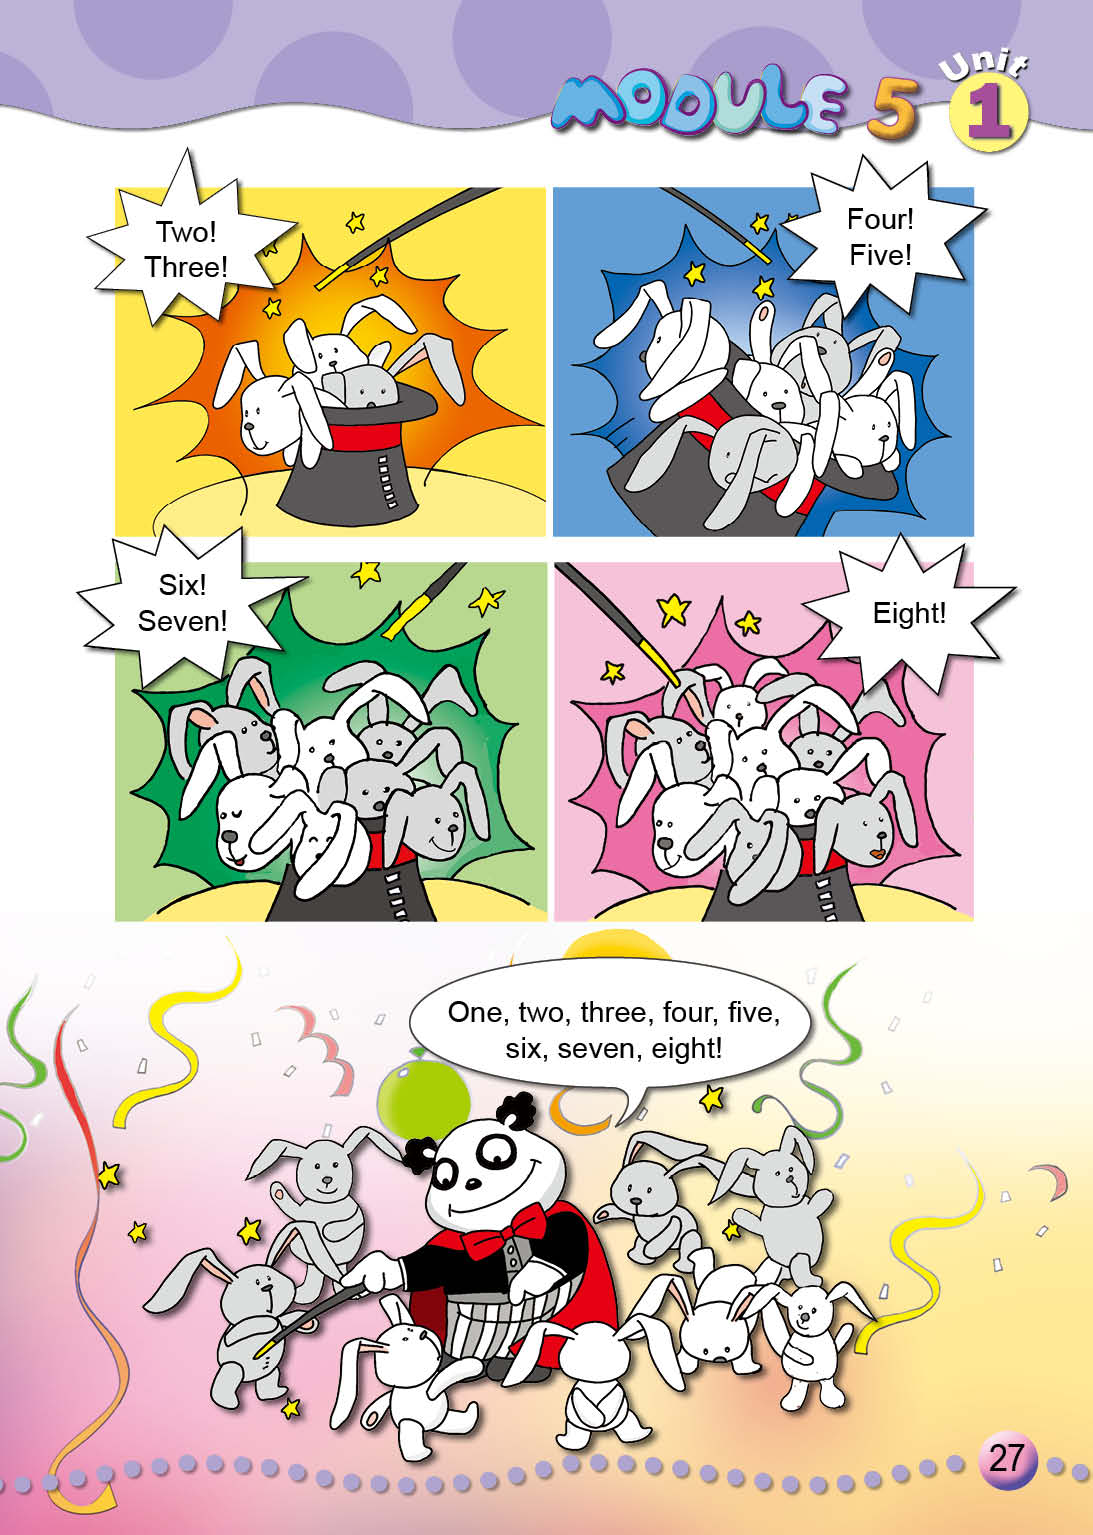 MODULE 5
Unit
1
Two!
Three!
Four!
Five!
Six!
Seven!
Eight!
One, two, three, four, five,
six, seven, eight!
27